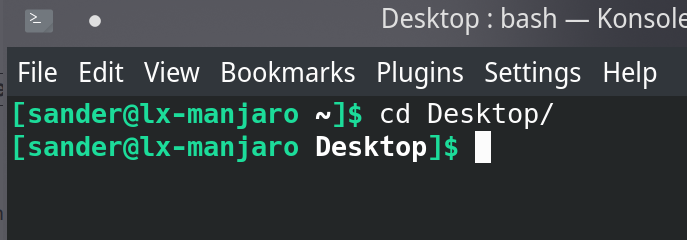 Desktop : bash — Konsole
File Edit View Bookmarks Plugins Settings Help
[sander@lx-manjaro ~]$ cd Desktop/
[sander@lx-manjaro Desktop]$